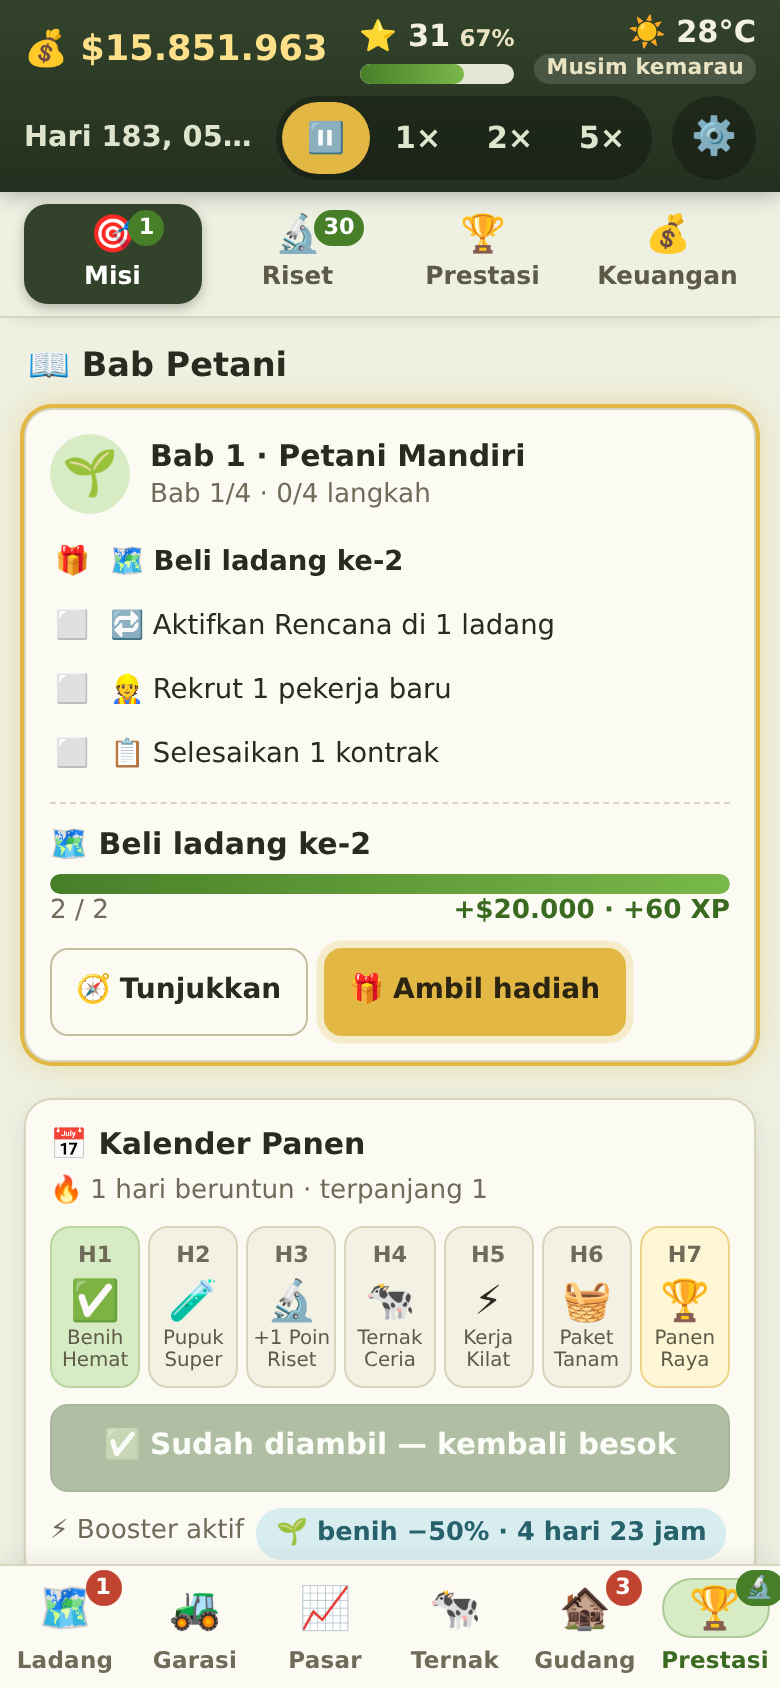 💰 $15.851.963
⭐ 31 67%
☀️ 28°C
Musim kemarau
Hari 183, 05…
1×
2×
5×
1
Misi
30
Riset
Prestasi
Keuangan
📖 Bab Petani
Bab 1 · Petani Mandiri
Bab 1/4 · 0/4 langkah
🎁 🗺️ Beli ladang ke-2
⬜ 🔁 Aktifkan Rencana di 1 ladang
⬜ 👷 Rekrut 1 pekerja baru
⬜ 📋 Selesaikan 1 kontrak
🗺️ Beli ladang ke-2
2 / 2
+$20.000 · +60 XP
🧭 Tunjukkan
🎁 Ambil hadiah
📅 Kalender Panen
🔥 1 hari beruntun · terpanjang 1
H1
Benih
Hemat
H2
Pupuk
Super
H3
+1 Poin
Riset
H4
Ternak
Ceria
H5
Kerja
Kilat
H6
Paket
Tanam
H7
Panen
Raya
✅ Sudah diambil — kembali besok
⚡ Booster aktif
🌱 benih −50% · 4 hari 23 jam
1
Ladang
Garasi
Pasar
Ternak
3
Gudang
Prestasi